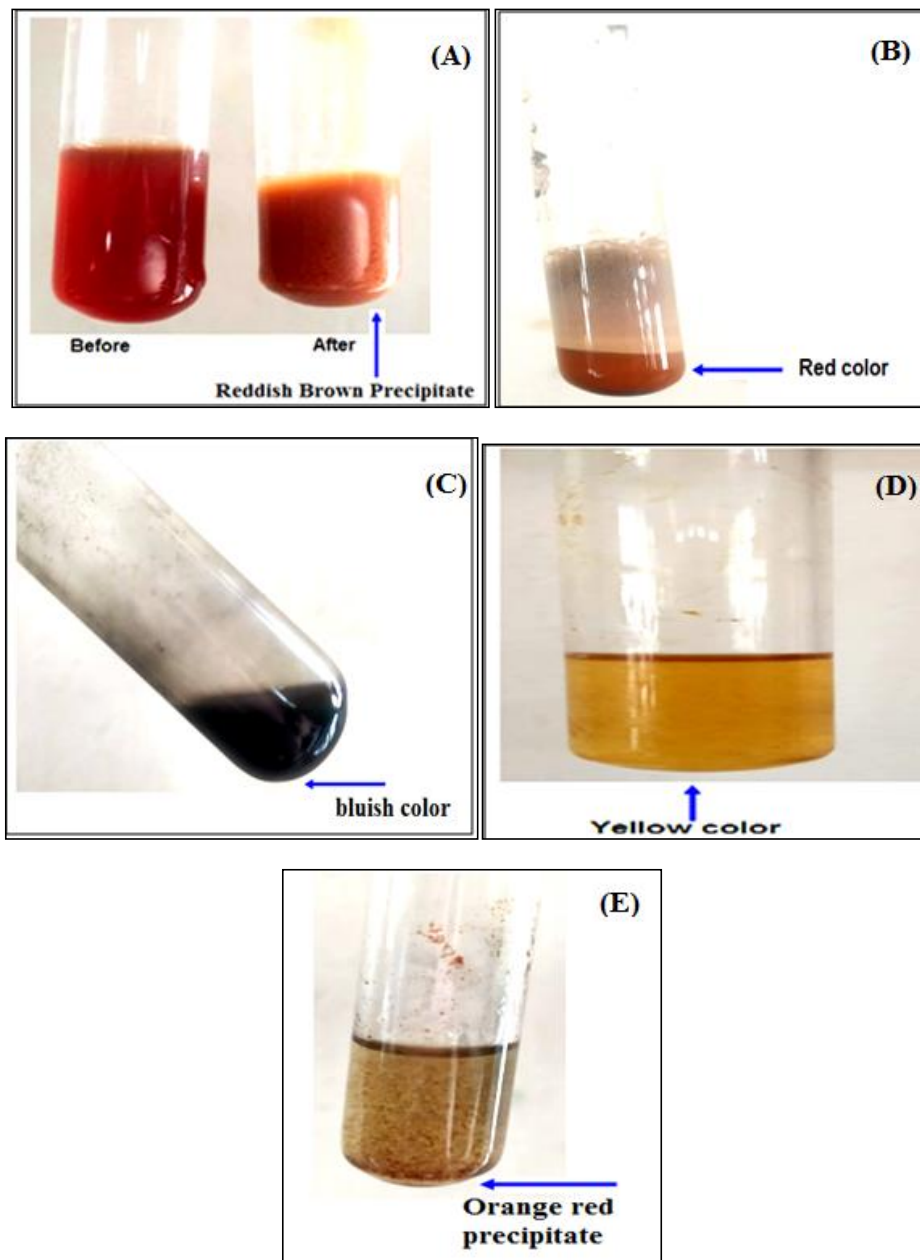 (A)
Before
After
Reddish Brown Precipitate
(B)
Red color
(C)
bluish color
(D)
Yellow color
(E)
Orange red
precipitate